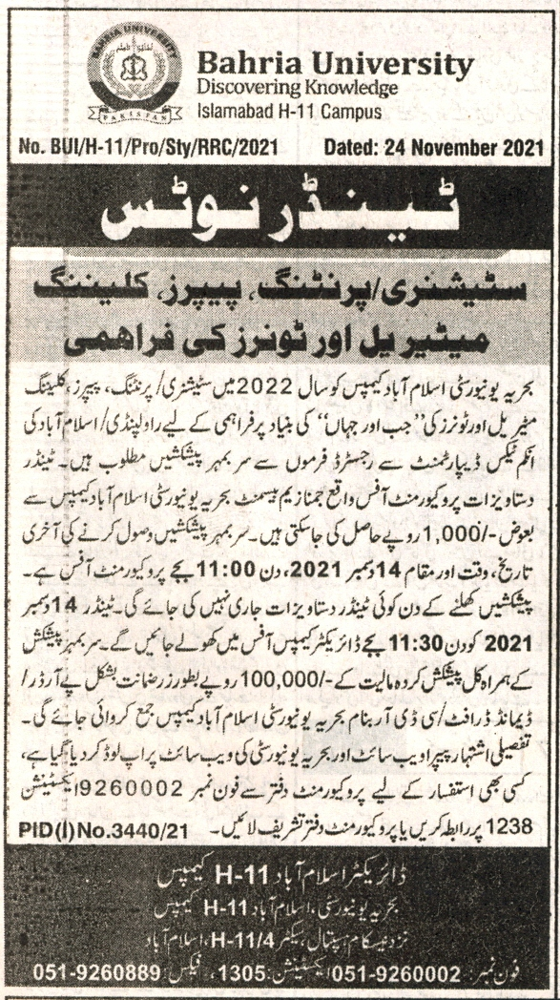 BAHRIA UNIVERSITY
PAKISTAN
Bahria University
Discovering Knowledge
Islamabad H-11 Campus
No. BUI/H-11/Pro/Sty/RRC/2021 Dated: 24 November 2021
ٹینڈر نوٹس
سٹیشنری/پرنٹنگ، پیپرز، کلیننگ
میٹیریل اور ٹونرز کی فراہمی
بحریہ یونیورسٹی اسلام آباد کیمپس کو سال 2022 میں سٹیشنری/پرنٹنگ، پیپرز، کلیننگ
میٹریل اور ٹونرز کی "جب اور جہاں" کی بنیاد پر فراہمی کے لیے راولپنڈی/اسلام آباد کی
انکم ٹیکس ڈیپارٹمنٹ سے رجسٹرڈ فرموں سے سربمہر پیشکشیں مطلوب ہیں۔ ٹینڈر
دستاویزات پروکیورمنٹ آفس واقع جمنازیم بیسمنٹ بحریہ یونیورسٹی اسلام آباد کیمپس سے
بعوض -/1,000 روپے حاصل کی جاسکتی ہیں۔ سربمہر پیشکشیں وصول کرنے کی آخری
تاریخ، وقت اور مقام 14 دسمبر 2021، دن 11:00 بجے پروکیورمنٹ آفس ہے۔
پیشکشیں کھلنے کے دن کوئی ٹینڈر دستاویزات جاری نہیں کی جائے گی۔ ٹینڈر 14 دسمبر
2021 کو دن 11:30 بجے ڈائریکٹر کیمپس آفس میں کھولے جائیں گے۔ سربمہر پیشکش
کے ہمراہ کل پیشکش کردہ مالیت کے -/100,000 روپے بطور زرضمانت بشکل پے آرڈر/
ڈیمانڈ ڈرافٹ/سی ڈی آر بنام بحریہ یونیورسٹی اسلام آباد کیمپس جمع کروائی جائے گی۔
تفصیلی اشتہار پیپرا ویب سائٹ اور بحریہ یونیورسٹی کی ویب سائٹ پر اپ لوڈ کردیا گیا ہے،
کسی بھی استفسار کے لیے پروکیورمنٹ دفتر سے فون نمبر 9260002 ایکسٹینشن
1238 پر رابطہ کریں یا پروکیورمنٹ دفتر تشریف لائیں۔ PID(I)No.3440/21
ڈائریکٹر اسلام آباد H-11 کیمپس
بحریہ یونیورسٹی، اسلام آباد H-11 کیمپس
نزد نیسکام ہسپتال، سیکٹر H-11/4، اسلام آباد
فون نمبر: 051-9260002 ایکسٹینشن: 1305، فیکس: 051-9260889